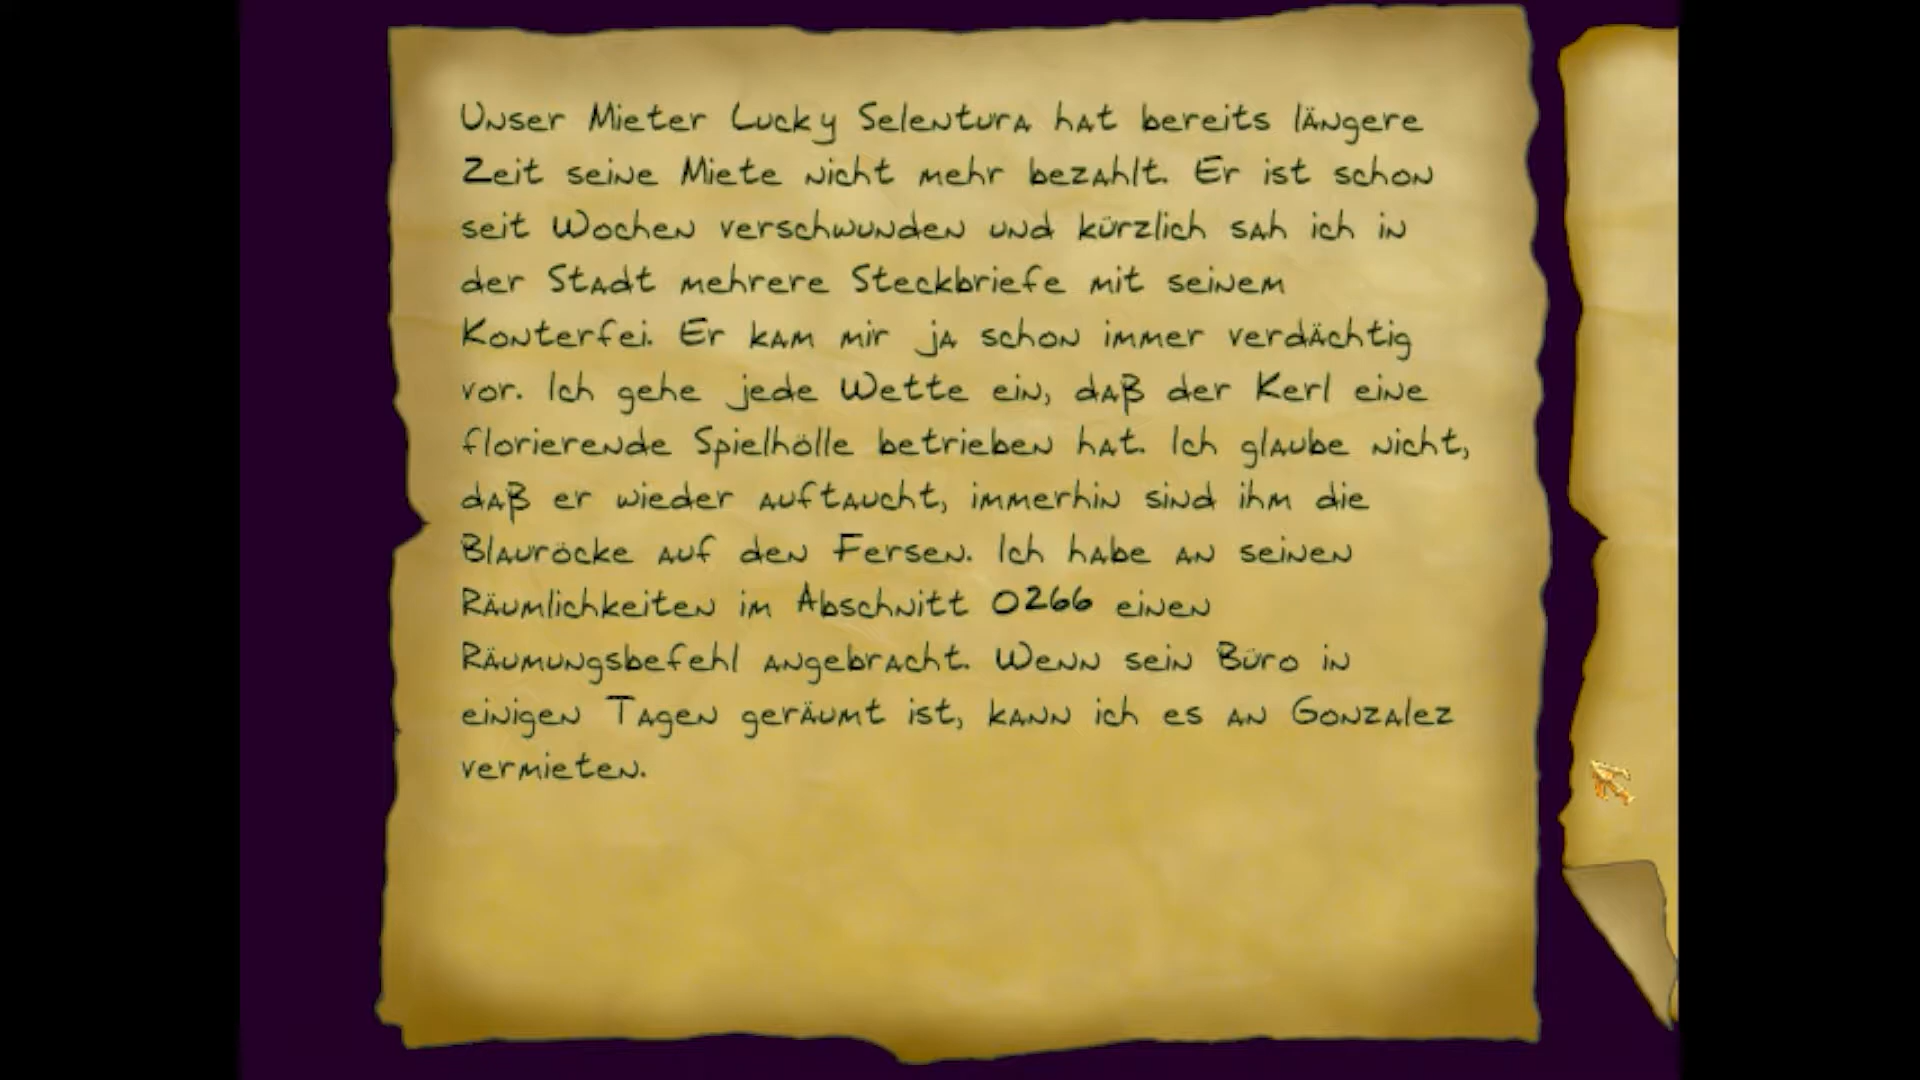 Unser Mieter Lucky Selentura hat bereits längere
Zeit seine Miete nicht mehr bezahlt. Er ist schon
seit Wochen verschwunden und kürzlich sah ich in
der Stadt mehrere Steckbriefe mit seinem
Konterfei. Er kam mir ja schon immer verdächtig
vor. Ich gehe jede Wette ein, daß der Kerl eine
florierende Spielhölle betrieben hat. Ich glaube nicht,
daß er wieder auftaucht, immerhin sind ihm die
Blauröcke auf den Fersen. Ich habe an seinen
Räumlichkeiten im Abschnitt 0266 einen
Räumungsbefehl angebracht. Wenn sein Büro in
einigen Tagen geräumt ist, kann ich es an Gonzalez
vermieten.